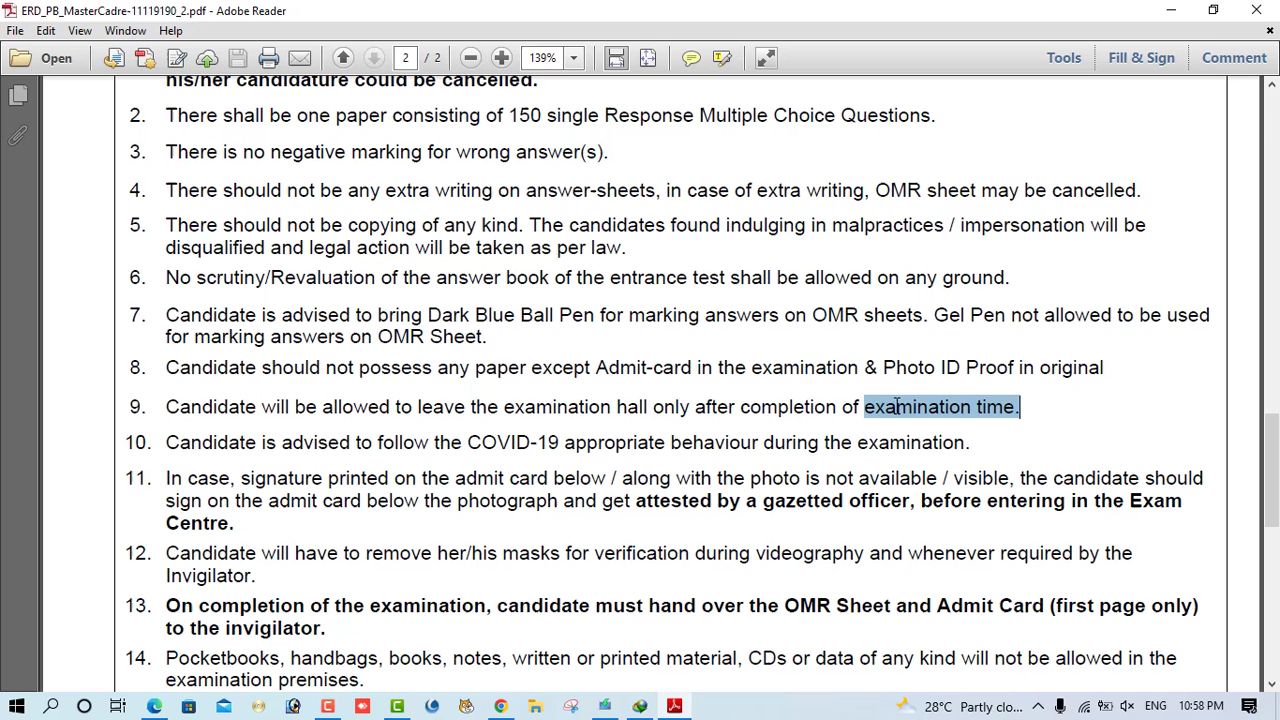 ERD_PB_MasterCadre-11119190_2.pdf - Adobe Reader
File Edit View Window Help
Open 2 / 2 139% Tools Fill & Sign Comment
his/her candidature could be cancelled.
2. There shall be one paper consisting of 150 single Response Multiple Choice Questions.
3. There is no negative marking for wrong answer(s).
4. There should not be any extra writing on answer-sheets, in case of extra writing, OMR sheet may be cancelled.
5. There should not be copying of any kind. The candidates found indulging in malpractices / impersonation will be
disqualified and legal action will be taken as per law.
6. No scrutiny/Revaluation of the answer book of the entrance test shall be allowed on any ground.
7. Candidate is advised to bring Dark Blue Ball Pen for marking answers on OMR sheets. Gel Pen not allowed to be used
for marking answers on OMR Sheet.
8. Candidate should not possess any paper except Admit-card in the examination & Photo ID Proof in original
9. Candidate will be allowed to leave the examination hall only after completion of examination time.
10. Candidate is advised to follow the COVID-19 appropriate behaviour during the examination.
11. In case, signature printed on the admit card below / along with the photo is not available / visible, the candidate should
sign on the admit card below the photograph and get attested by a gazetted officer, before entering in the Exam
Centre.
12. Candidate will have to remove her/his masks for verification during videography and whenever required by the
Invigilator.
13. On completion of the examination, candidate must hand over the OMR Sheet and Admit Card (first page only)
to the invigilator.
14. Pocketbooks, handbags, books, notes, written or printed material, CDs or data of any kind will not be allowed in the
examination premises.
28°C Partly clo... ENG 10:58 PM